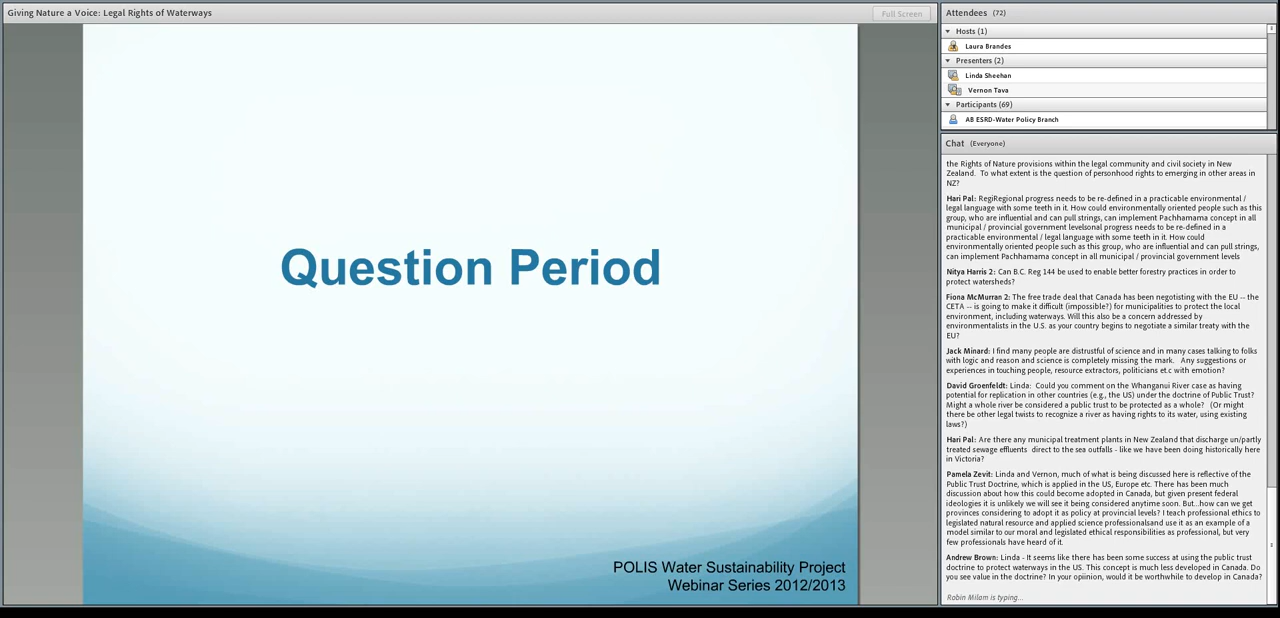 Giving Nature a Voice: Legal Rights of Waterways
Full Screen
Question Period
POLIS Water Sustainability Project
Webinar Series 2012/2013
Attendees (72)
Hosts (1)
Laura Brandes
Presenters (2)
Linda Sheehan
Vernon Tava
Participants (69)
AB ESRD-Water Policy Branch
Chat (Everyone)
the Rights of Nature provisions within the legal community and civil society in New
Zealand. To what extent is the question of personhood rights to emerging in other areas in
NZ?
Hari Pal: RegiRegional progress needs to be re-defined in a practicable environmental /
legal language with some teeth in it. How could environmentally oriented people such as this
group, who are influential and can pull strings, can implement Pachhamama concept in all
municipal / provincial government levelsonal progress needs to be re-defined in a
practicable environmental / legal language with some teeth in it. How could
environmentally oriented people such as this group, who are influential and can pull strings,
can implement Pachhamama concept in all municipal / provincial government levels
Nitya Harris 2: Can B.C. Reg 144 be used to enable better forestry practices in order to
protect watersheds?
Fiona McMurran 2: The free trade deal that Canada has been negotisting with the EU -- the
CETA -- is going to make it difficult (impossible?) for municipalities to protect the local
environment, including waterways. Will this also be a concern addressed by
environmentalists in the U.S. as your country begins to negotiate a similar treaty with the
EU?
Jack Minard: I find many people are distrustful of science and in many cases talking to folks
with logic and reason and science is completely missing the mark. Any suggestions or
experiences in touching people, resource extractors, politicians et.c with emotion?
David Groenfeldt: Linda: Could you comment on the Whanganui River case as having
potential for replication in other countries (e.g., the US) under the doctrine of Public Trust?
Might a whole river be considered a public trust to be protected as a whole? (Or might
there be other legal twists to recognize a river as having rights to its water, using existing
laws?)
Hari Pal: Are there any municipal treatment plants in New Zealand that discharge un/partly
treated sewage effluents direct to the sea outfalls - like we have been doing historically here
in Victoria?
Pamela Zevit: Linda and Vernon, much of what is being discussed here is reflective of the
Public Trust Doctrine, which is applied in the US, Europe etc. There has been much
discussion about how this could become adopted in Canada, but given present federal
ideologies it is unlikely we will see it being considered anytime soon. But...how can we get
provinces considering to adopt it as policy at provincial levels? I teach professional ethics to
legislated natural resource and applied science professionalsand use it as an example of a
model similar to our moral and legislated ethical responsibilities as professional, but very
few professionals have heard of it.
Andrew Brown: Linda - It seems like there has been some success at using the public trust
doctrine to protect waterways in the US. This concept is much less developed in Canada. Do
you see value in the doctrine? In your opiinion, would it be worthwhile to develop in Canada?
Robin Milam is typing...